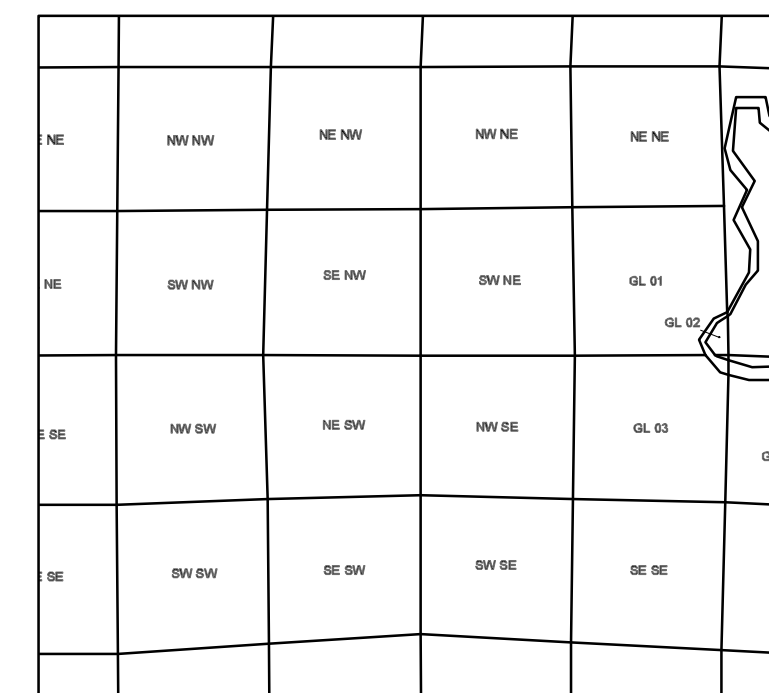 NE NW NW NE NW NW NE NE NE
NE SW NW SE NW SW NE GL 01
GL 02
SE NW SW NE SW NW SE GL 03
G
SE SW SW SE SW SW SE SE SE